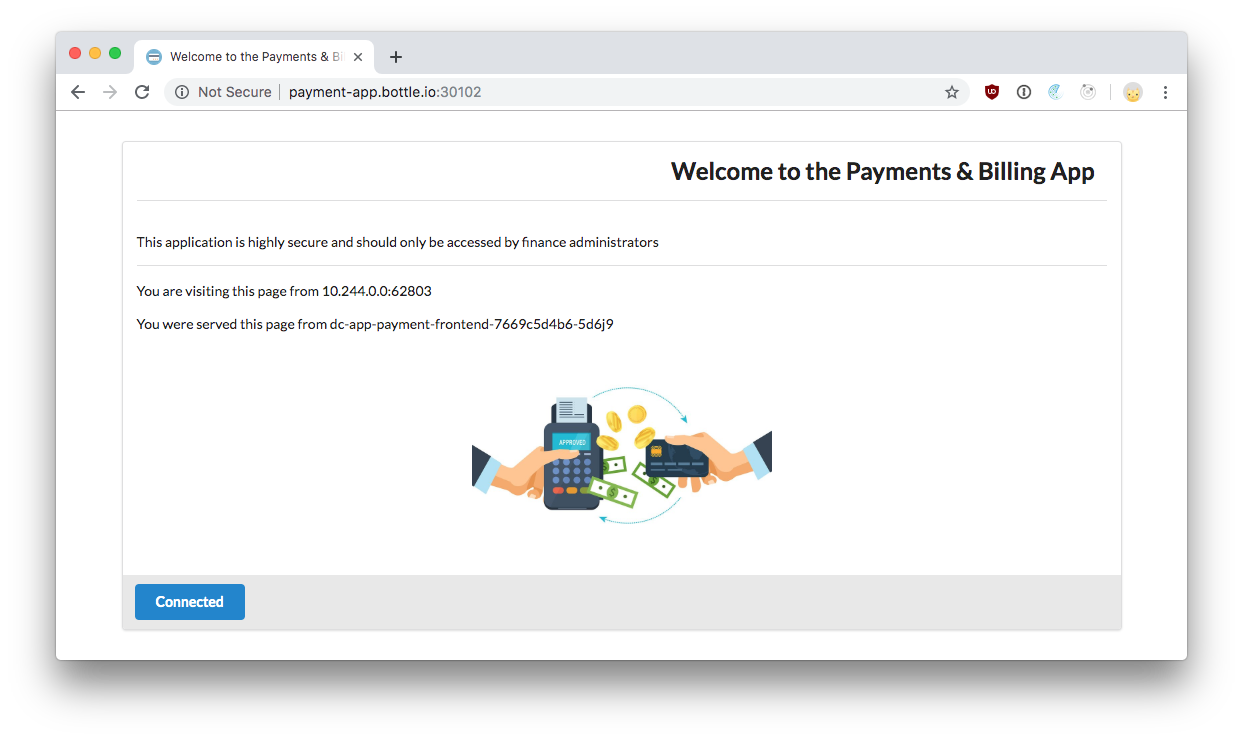 Welcome to the Payments & Bi
Not Secure payment-app.bottle.io:30102
Welcome to the Payments & Billing App
This application is highly secure and should only be accessed by finance administrators
You are visiting this page from 10.244.0.0:62803
You were served this page from dc-app-payment-frontend-7669c5d4b6-5d6j9
APPROVED
Connected